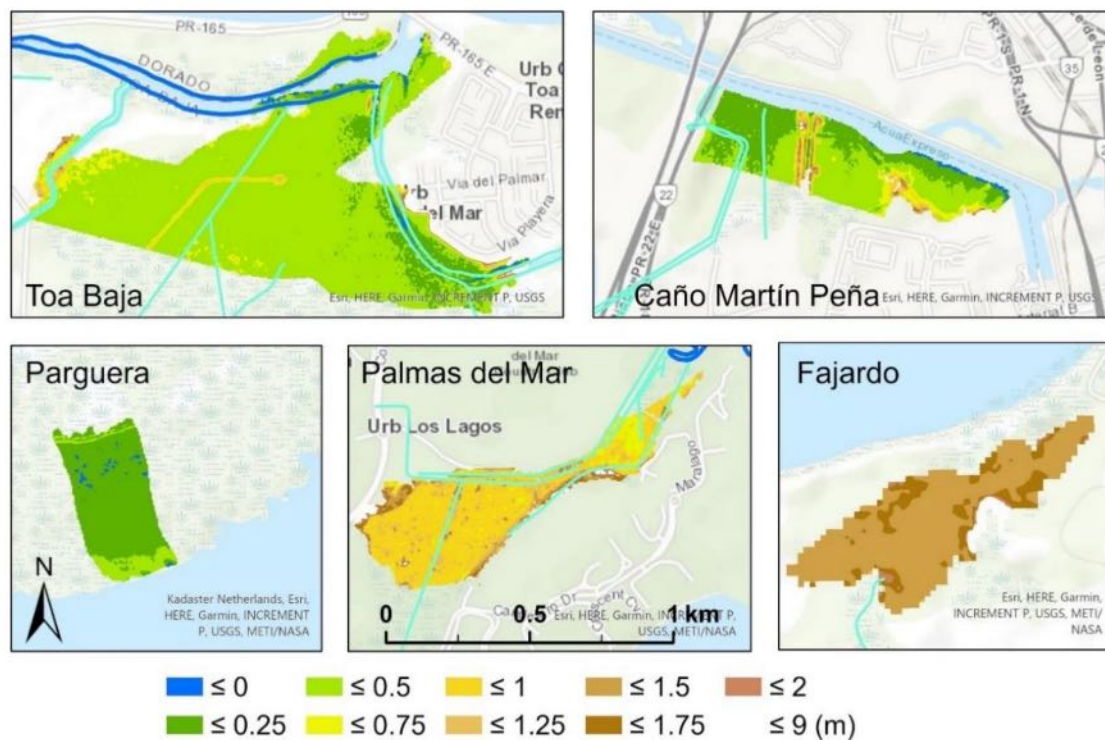 PR-165
DORADO
PR-165 E
Urb
Toa
Via del Palmar
del Mar
Via Playera
Toa Baja
Esri, HERE, Garmin, INCREMENT P, USGS
PR-1-N
35
AcuaExpreso
22
PR-22-E
Caño Martín Peña
Esri, HERE, Garmin, INCREMENT P, USGS
Parguera
N
Kadaster Netherlands, Esri,
HERE, Garmin, INCREMENT
P, USGS, METI/NASA
Palmas del Mar
del Mar
Urb Los Lagos
0 0.5 1 km
Esri, HERE, Garmin, INCREMENT P,
USGS, METI/NASA
Fajardo
Esri, HERE, Garmin,
INCREMENT P, USGS, METI/
NASA
≤ 0 ≤ 0.5 ≤ 1 ≤ 1.5 ≤ 2
≤ 0.25 ≤ 0.75 ≤ 1.25 ≤ 1.75 ≤ 9 (m)